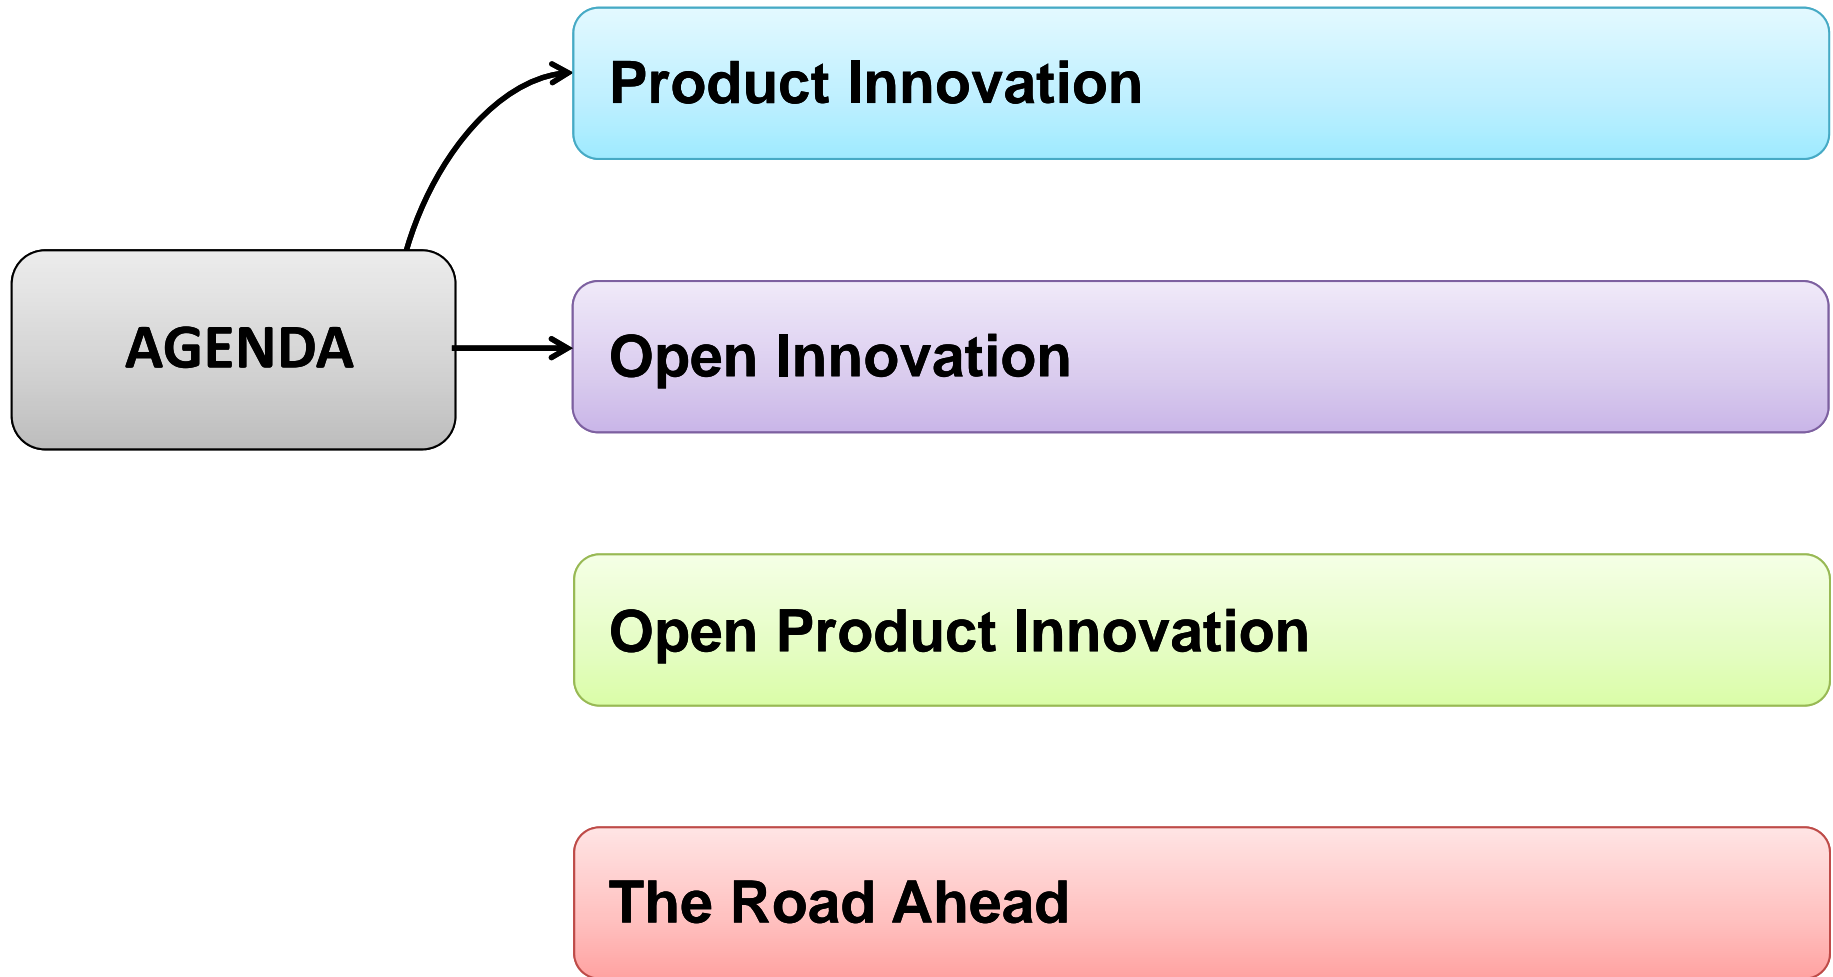 Product Innovation
AGENDA
Open Innovation
Open Product Innovation
The Road Ahead